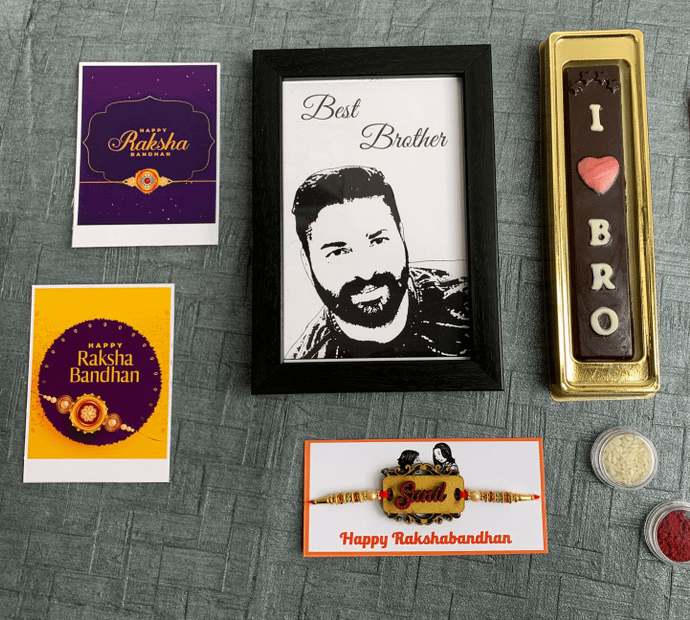 HAPPY
Raksha
BANDHAN
HAPPY
Raksha
Bandhan
Best
Brother
I
BRO
Sunil
Happy Rakshabandhan